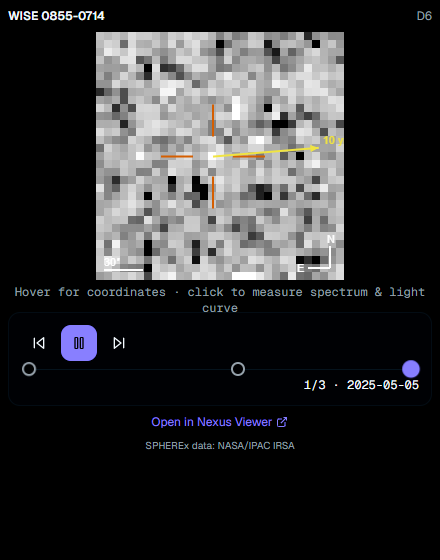 WISE 0855-0714
D6
10 y
N
30"
E
Hover for coordinates · click to measure spectrum & light
curve
1/3 · 2025-05-05
Open in Nexus Viewer
SPHEREx data: NASA/IPAC IRSA